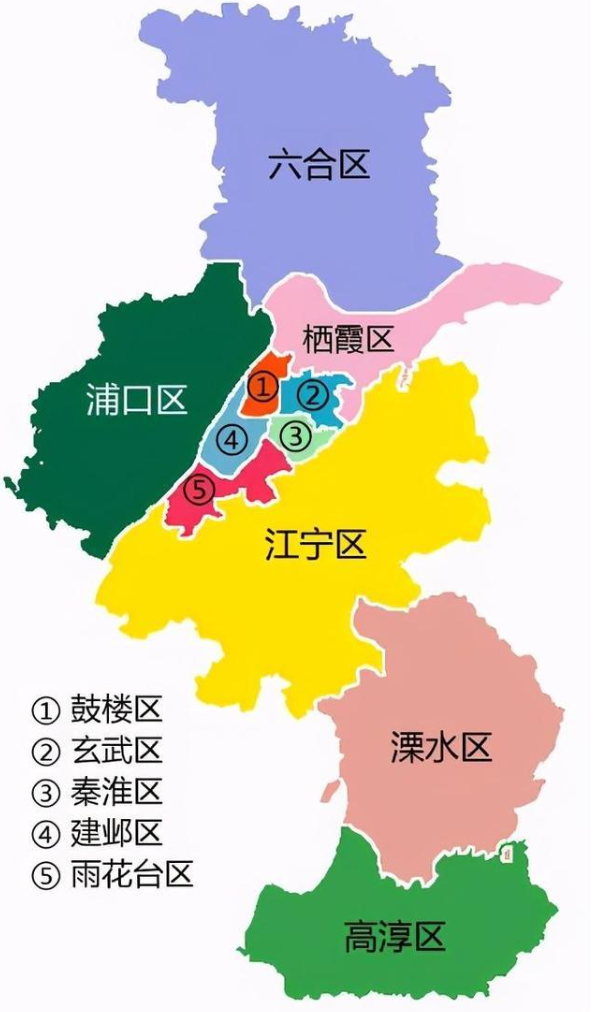 六合区
栖霞区
浦口区
①
②
③
④
⑤
江宁区
溧水区
高淳区
① 鼓楼区
② 玄武区
③ 秦淮区
④ 建邺区
⑤ 雨花台区